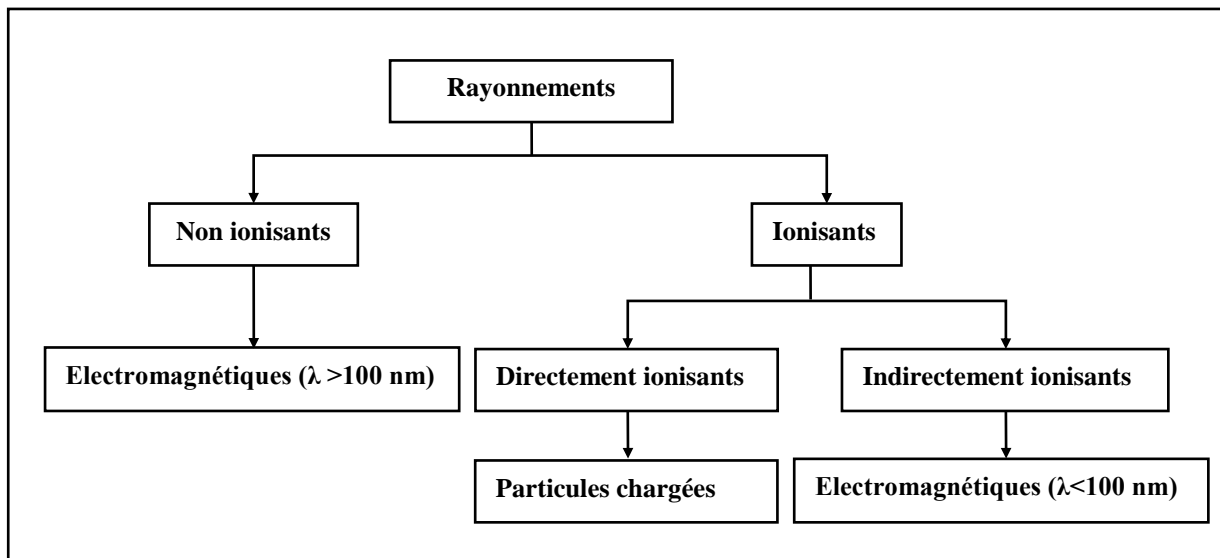 Rayonnements
Non ionisants
Ionisants
Electromagnétiques (λ >100 nm)
Directement ionisants
Indirectement ionisants
Particules chargées
Electromagnétiques (λ<100 nm)